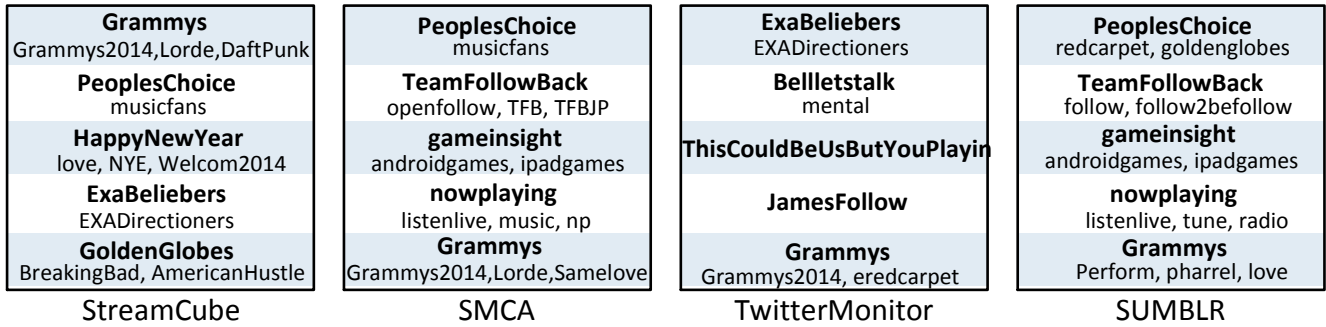 Grammys
Grammys2014,Lorde,DaftPunk
PeoplesChoice
musicfans
HappyNewYear
love, NYE, Welcom2014
ExaBeliebers
EXADirectioners
GoldenGlobes
BreakingBad, AmericanHustle
StreamCube
PeoplesChoice
musicfans
TeamFollowBack
openfollow, TFB, TFBJP
gameinsight
androidgames, ipadgames
nowplaying
listenlive, music, np
Grammys
Grammys2014,Lorde,Samelove
SMCA
ExaBeliebers
EXADirectioners
Bellletstalk
mental
ThisCouldBeUsButYouPlayin
JamesFollow
Grammys
Grammys2014, eredcarpet
TwitterMonitor
PeoplesChoice
redcarpet, goldenglobes
TeamFollowBack
follow, follow2befollow
gameinsight
androidgames, ipadgames
nowplaying
listenlive, tune, radio
Grammys
Perform, pharrel, love
SUMBLR